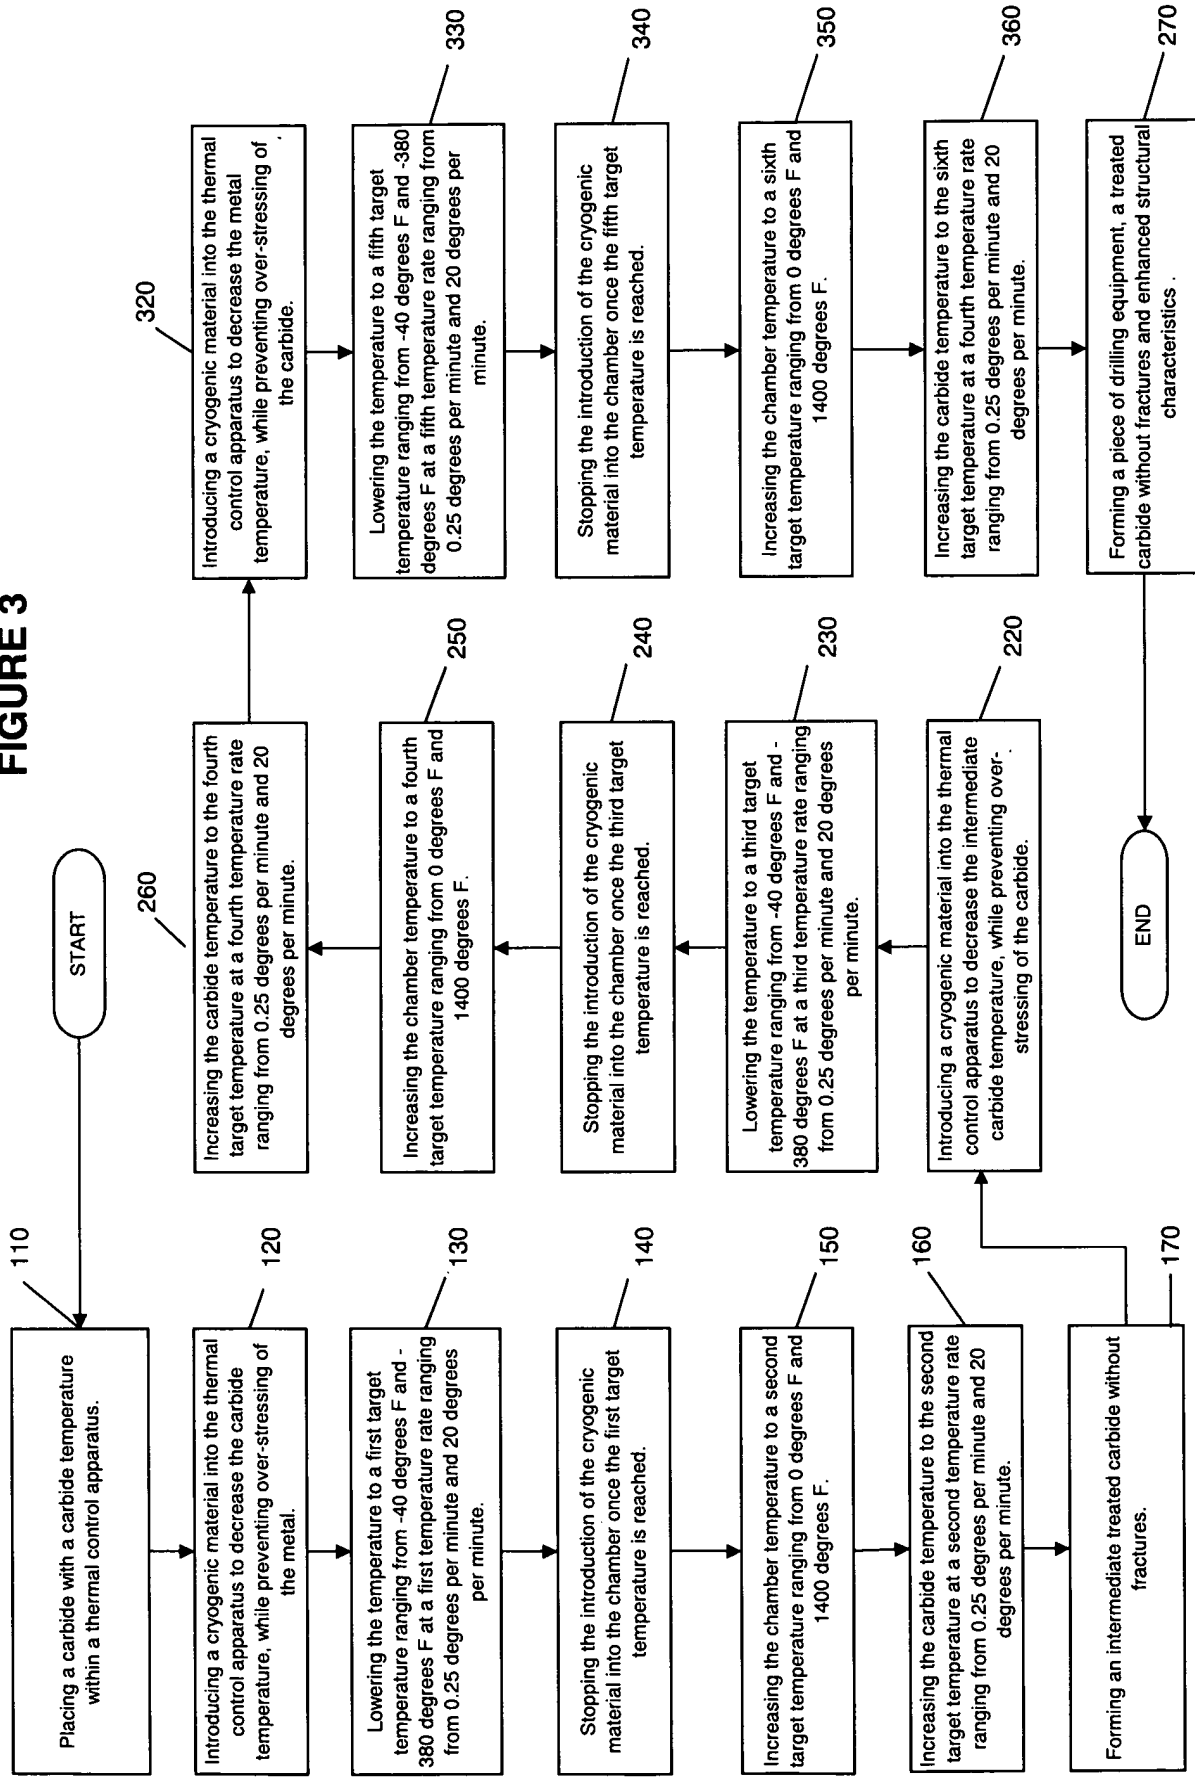 FIGURE 3
START
110
Placing a carbide with a carbide temperature
within a thermal control apparatus.
120
Introducing a cryogenic material into the thermal
control apparatus to decrease the carbide
temperature, while preventing over-stressing of
the metal.
130
Lowering the temperature to a first target
temperature ranging from -40 degrees F and -
380 degrees F at a first temperature rate ranging
from 0.25 degrees per minute and 20 degrees
per minute.
140
Stopping the introduction of the cryogenic
material into the chamber once the first target
temperature is reached.
150
Increasing the chamber temperature to a second
target temperature ranging from 0 degrees F and
1400 degrees F.
160
Increasing the carbide temperature to the second
target temperature at a second temperature rate
ranging from 0.25 degrees per minute and 20
degrees per minute.
170
Forming an intermediate treated carbide without
fractures.
220
Introducing a cryogenic material into the thermal
control apparatus to decrease the intermediate
carbide temperature, while preventing over-
stressing of the carbide.
230
Lowering the temperature to a third target
temperature ranging from -40 degrees F and -
380 degrees F at a third temperature rate ranging
from 0.25 degrees per minute and 20 degrees
per minute.
240
Stopping the introduction of the cryogenic
material into the chamber once the third target
temperature is reached.
250
Increasing the chamber temperature to a fourth
target temperature ranging from 0 degrees F and
1400 degrees F.
260
Increasing the carbide temperature to the fourth
target temperature at a fourth temperature rate
ranging from 0.25 degrees per minute and 20
degrees per minute.
320
Introducing a cryogenic material into the thermal
control apparatus to decrease the metal
temperature, while preventing over-stressing of
the carbide.
330
Lowering the temperature to a fifth target
temperature ranging from -40 degrees F and -380
degrees F at a fifth temperature rate ranging from
0.25 degrees per minute and 20 degrees per
minute.
340
Stopping the introduction of the cryogenic
material into the chamber once the fifth target
temperature is reached.
350
Increasing the chamber temperature to a sixth
target temperature ranging from 0 degrees F and
1400 degrees F.
360
Increasing the carbide temperature to the sixth
target temperature at a fourth temperature rate
ranging from 0.25 degrees per minute and 20
degrees per minute.
270
Forming a piece of drilling equipment, a treated
carbide without fractures and enhanced structural
characteristics .
END